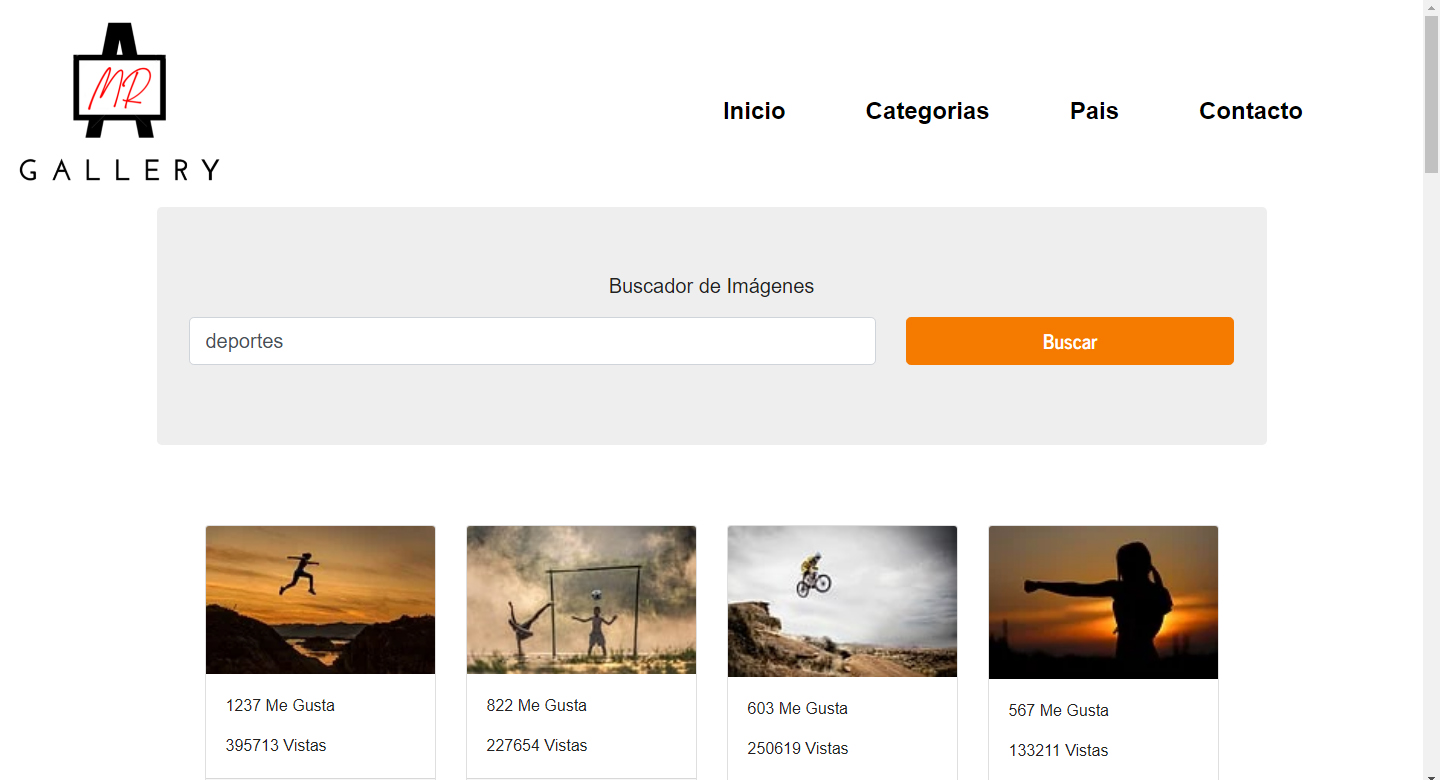 MR
GALLERY
Inicio Categorias Pais Contacto
Buscador de Imágenes
deportes Buscar
1237 Me Gusta
395713 Vistas
822 Me Gusta
227654 Vistas
603 Me Gusta
250619 Vistas
567 Me Gusta
133211 Vistas